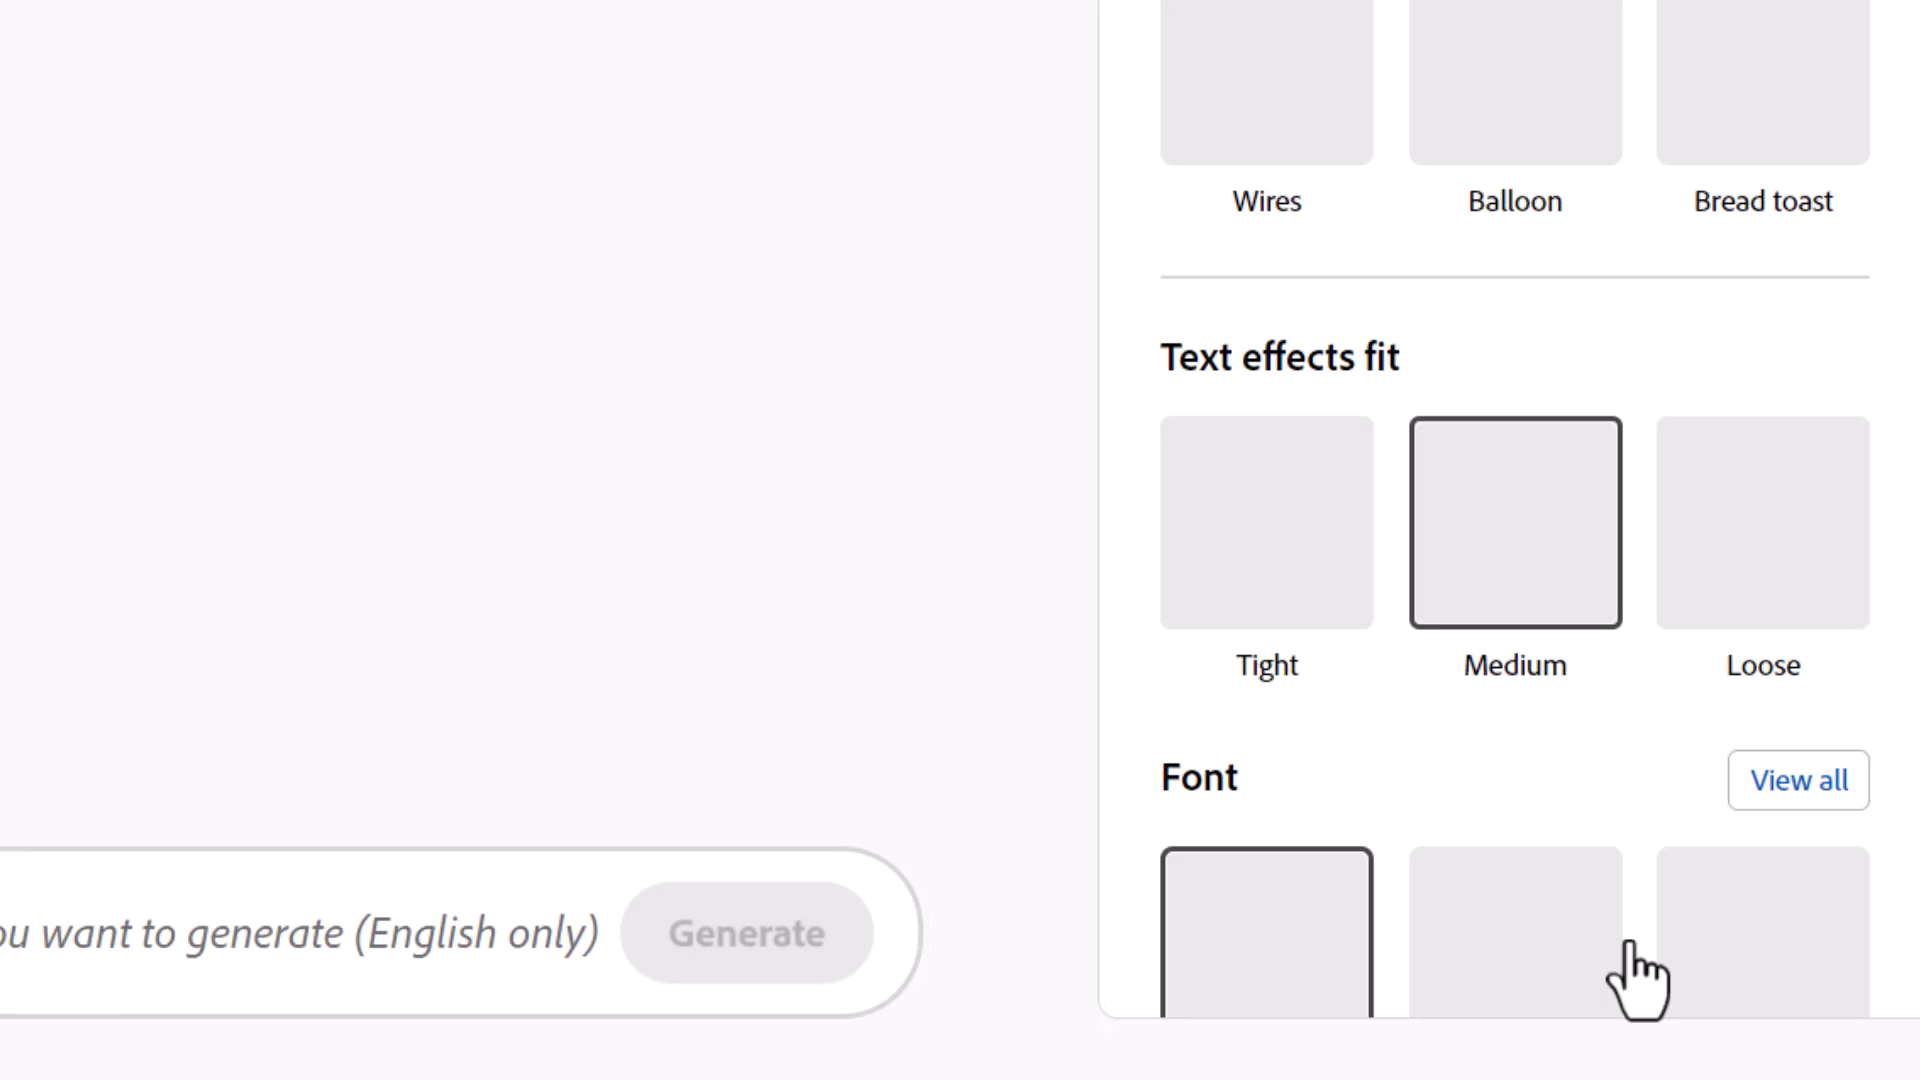 Wires Balloon Bread toast
Text effects fit
Tight Medium Loose
Font View all
want to generate (English only) Generate